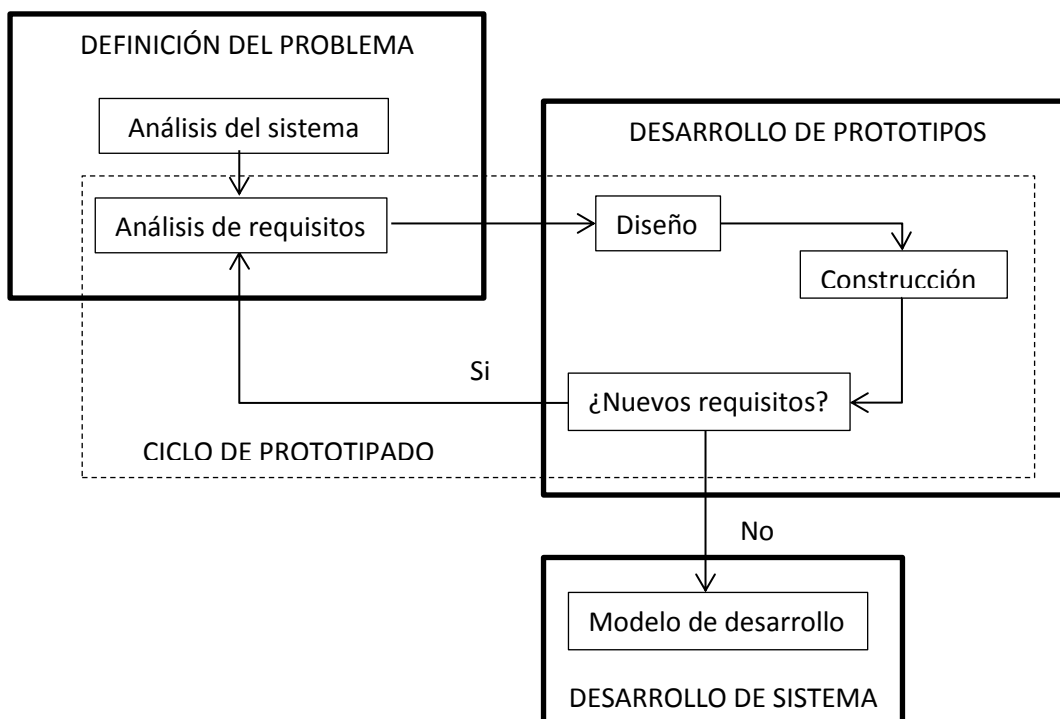 DEFINICIÓN DEL PROBLEMA
Análisis del sistema
Análisis de requisitos
DESARROLLO DE PROTOTIPOS
Diseño
Construcción
Si
¿Nuevos requisitos?
CICLO DE PROTOTIPADO
No
Modelo de desarrollo
DESARROLLO DE SISTEMA